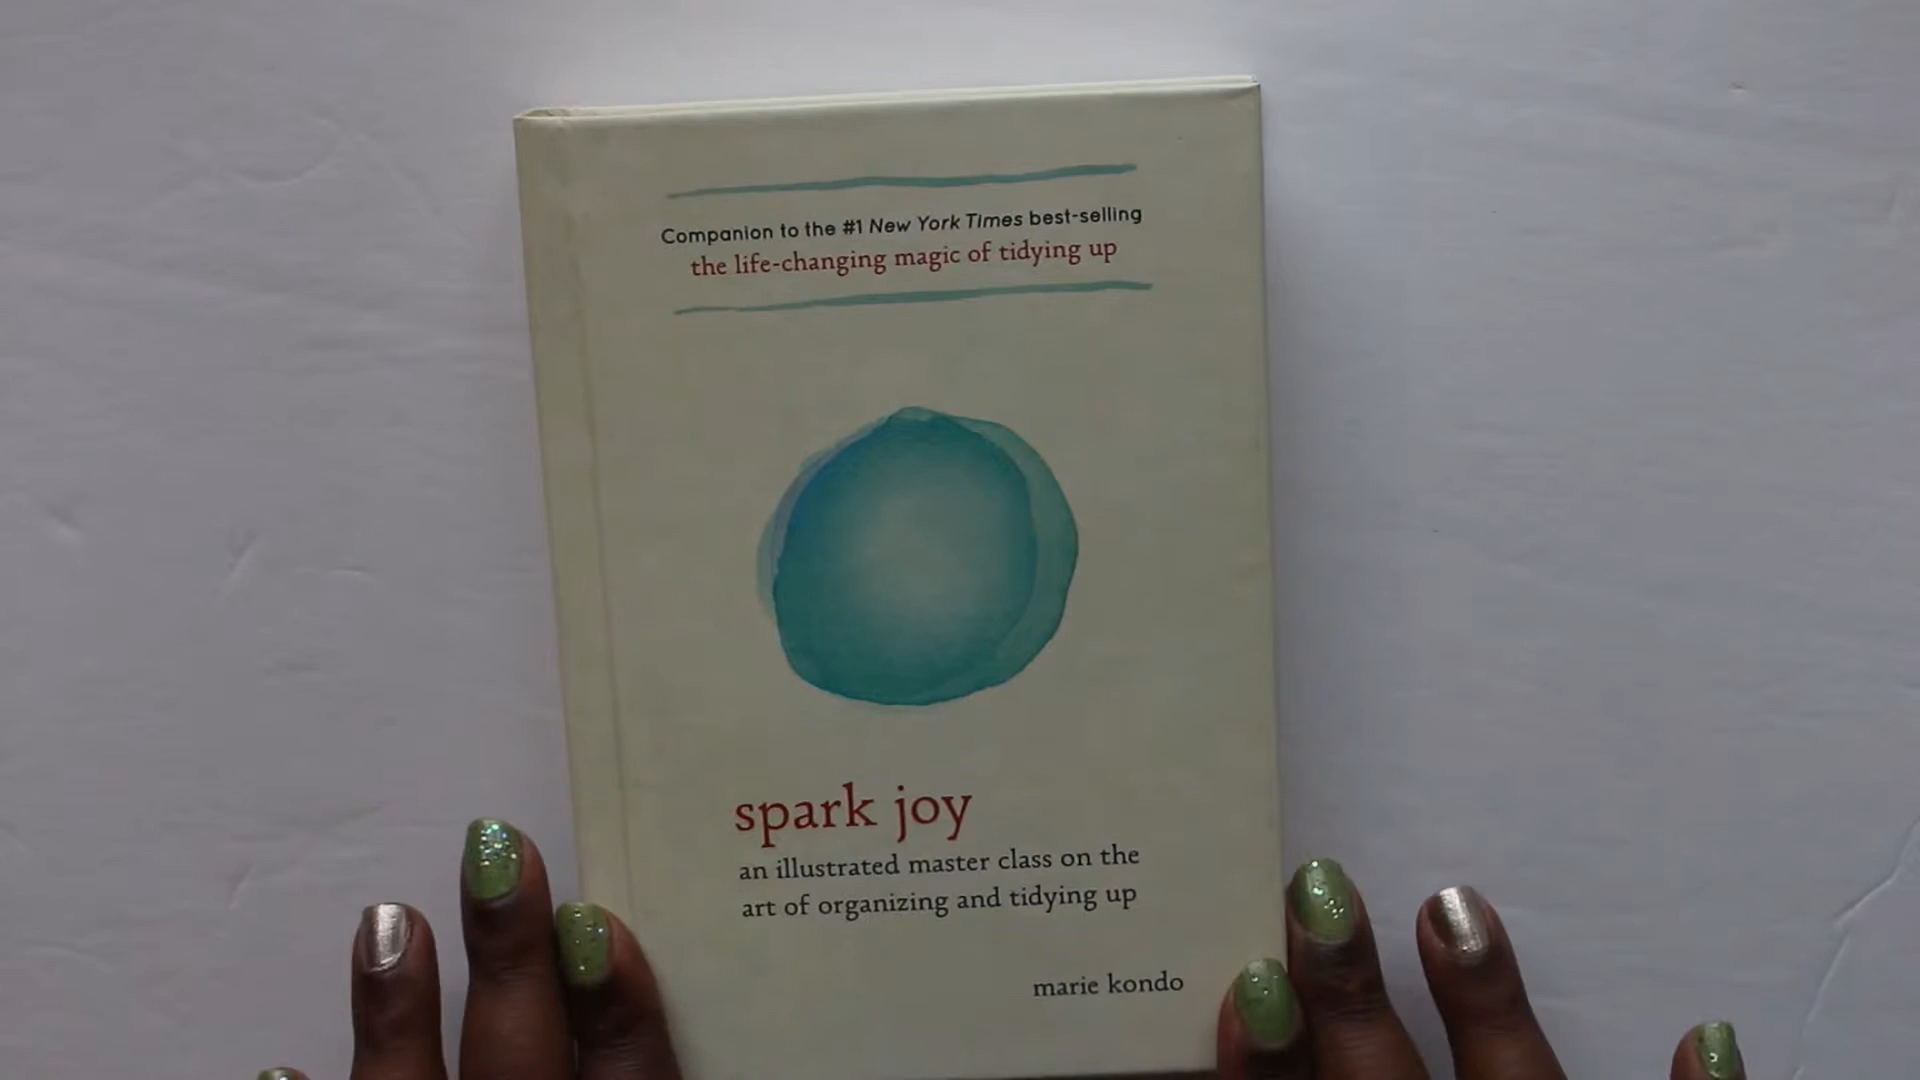 Companion to the #1 New York Times best-selling
the life-changing magic of tidying up
spark joy
an illustrated master class on the
art of organizing and tidying up
marie kondo